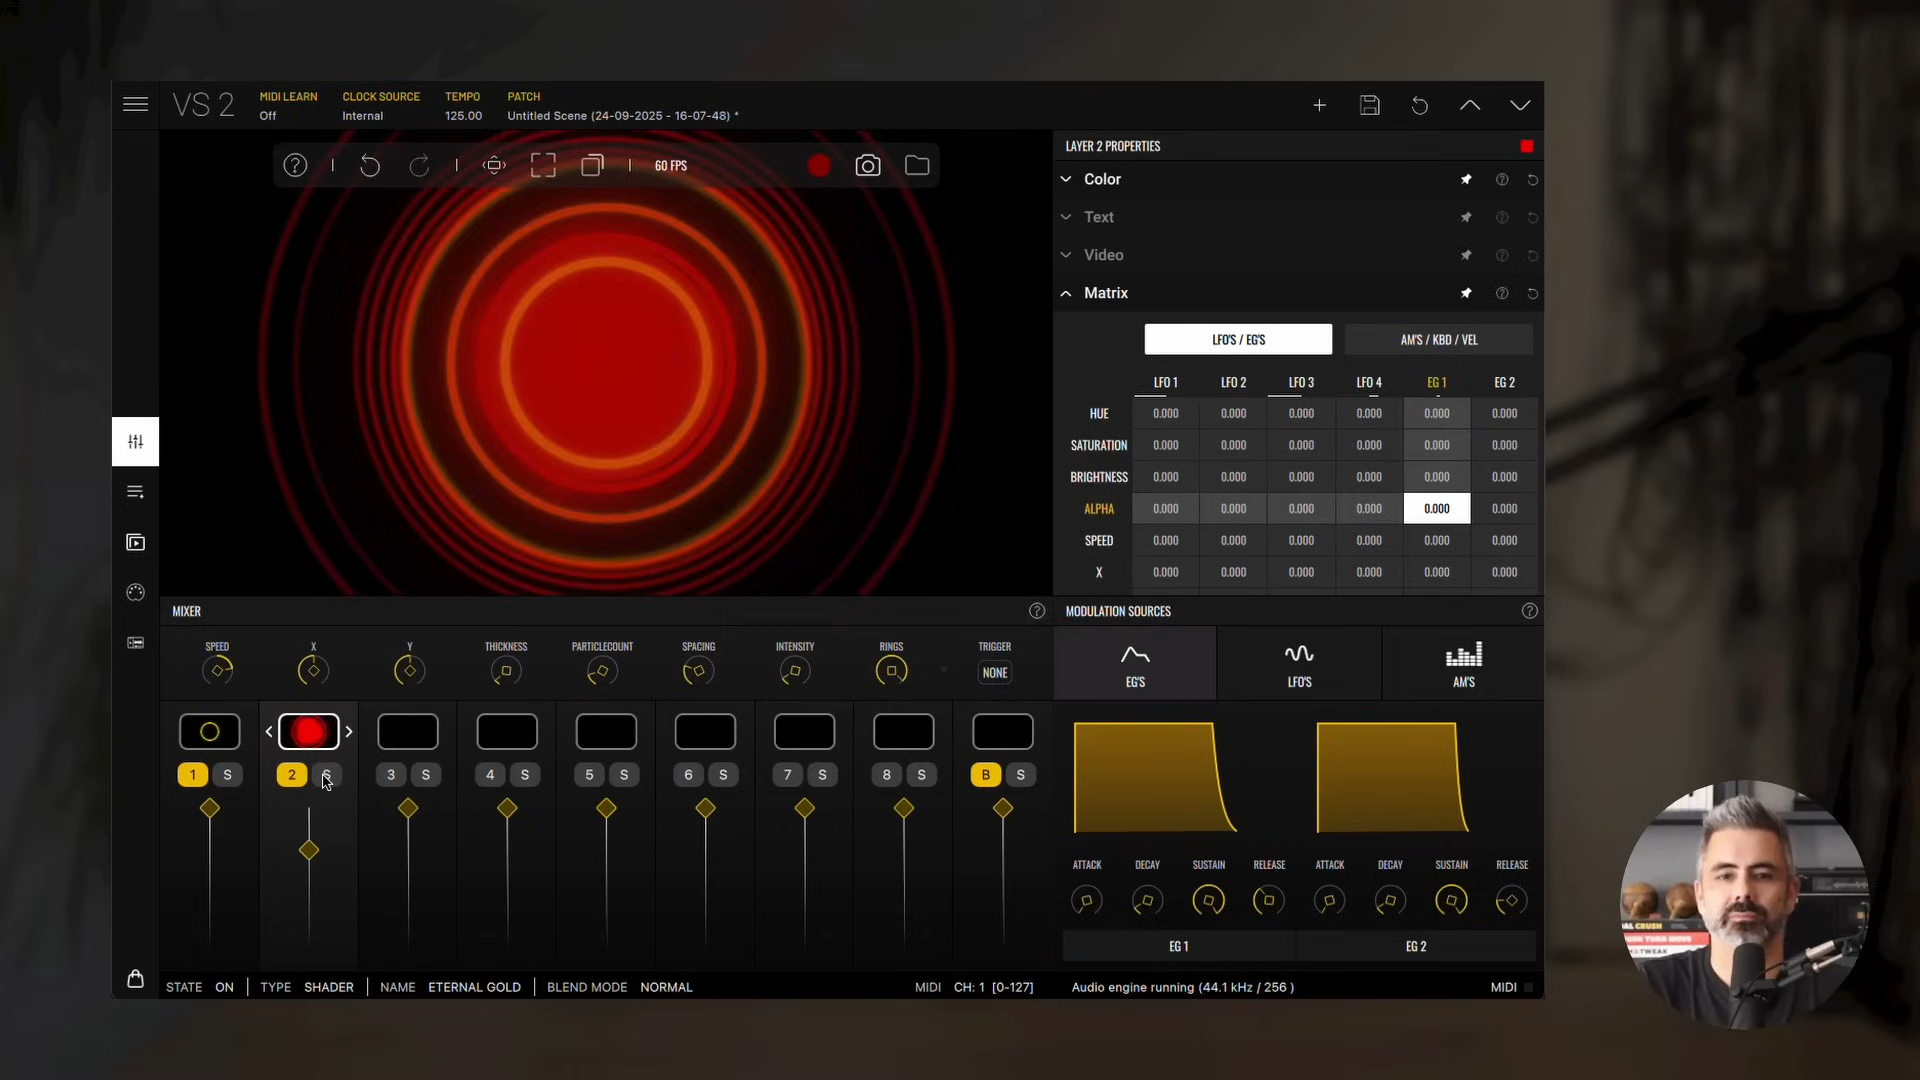 VS 2
MIDI LEARN
Off
CLOCK SOURCE
Internal
TEMPO
125.00
PATCH
Untitled Scene (24-09-2025 - 16-07-48) *
60 FPS
LAYER 2 PROPERTIES
Color
Text
Video
Matrix
LFO'S / EG'S
AM'S / KBD / VEL
LFO 1 LFO 2 LFO 3 LFO 4 EG 1 EG 2
HUE 0.000 0.000 0.000 0.000 0.000 0.000
SATURATION 0.000 0.000 0.000 0.000 0.000 0.000
BRIGHTNESS 0.000 0.000 0.000 0.000 0.000 0.000
ALPHA 0.000 0.000 0.000 0.000 0.000 0.000
SPEED 0.000 0.000 0.000 0.000 0.000 0.000
X 0.000 0.000 0.000 0.000 0.000 0.000
MIXER
SPEED X Y THICKNESS PARTICLECOUNT SPACING INTENSITY RINGS TRIGGER
NONE
1 S 2 S 3 S 4 S 5 S 6 S 7 S 8 S B S
MODULATION SOURCES
EG'S LFO'S AM'S
ATTACK DECAY SUSTAIN RELEASE ATTACK DECAY SUSTAIN RELEASE
EG 1 EG 2
STATE ON TYPE SHADER NAME ETERNAL GOLD BLEND MODE NORMAL MIDI CH: 1 [0-127]
Audio engine running (44.1 kHz / 256 ) MIDI